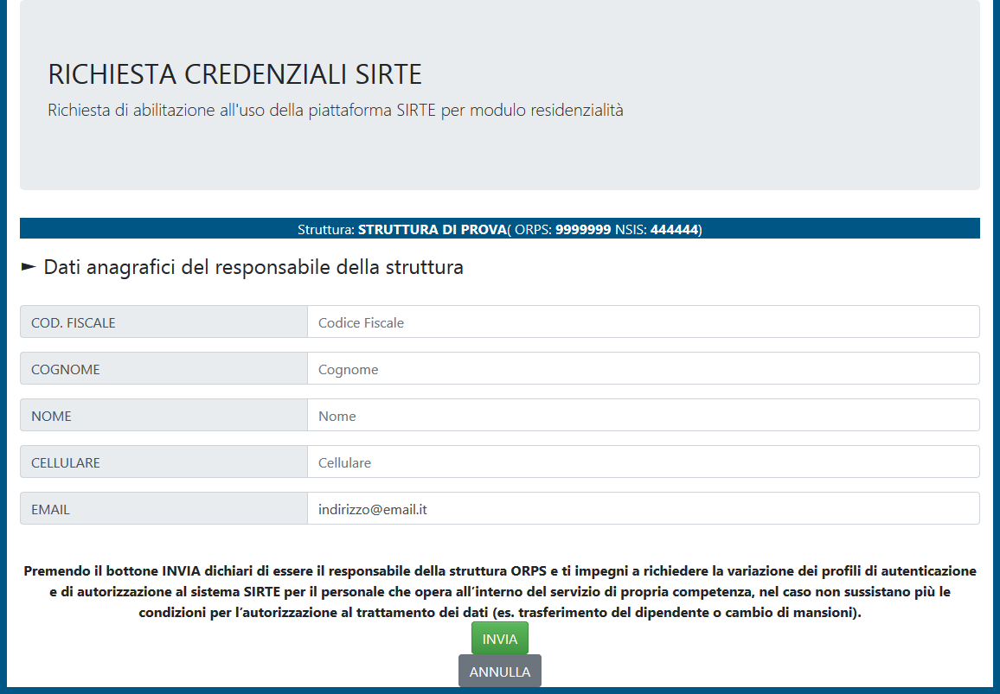 RICHIESTA CREDENZIALI SIRTE
Richiesta di abilitazione all'uso della piattaforma SIRTE per modulo residenzialità
Struttura: STRUTTURA DI PROVA( ORPS: 9999999 NSIS: 444444)
► Dati anagrafici del responsabile della struttura
COD. FISCALE Codice Fiscale
COGNOME Cognome
NOME Nome
CELLULARE Cellulare
EMAIL indirizzo@email.it
Premendo il bottone INVIA dichiari di essere il responsabile della struttura ORPS e ti impegni a richiedere la variazione dei profili di autenticazione
e di autorizzazione al sistema SIRTE per il personale che opera all’interno del servizio di propria competenza, nel caso non sussistano più le
condizioni per l’autorizzazione al trattamento dei dati (es. trasferimento del dipendente o cambio di mansioni).
INVIA
ANNULLA